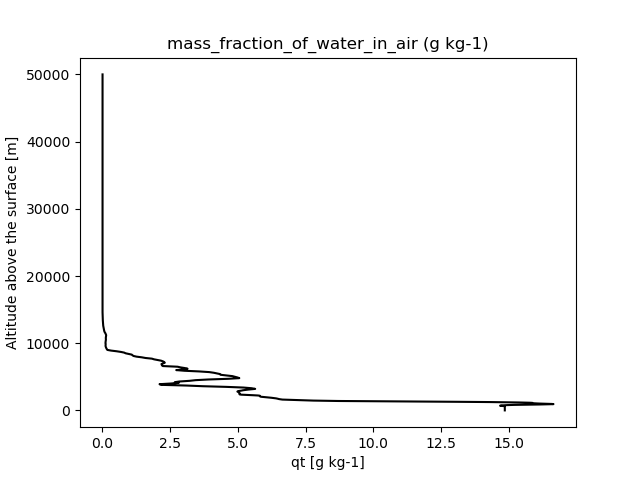 mass_fraction_of_water_in_air (g kg-1)
50000
40000
30000
20000
10000
0
Altitude above the surface [m]
0.0 2.5 5.0 7.5 10.0 12.5 15.0
qt [g kg-1]